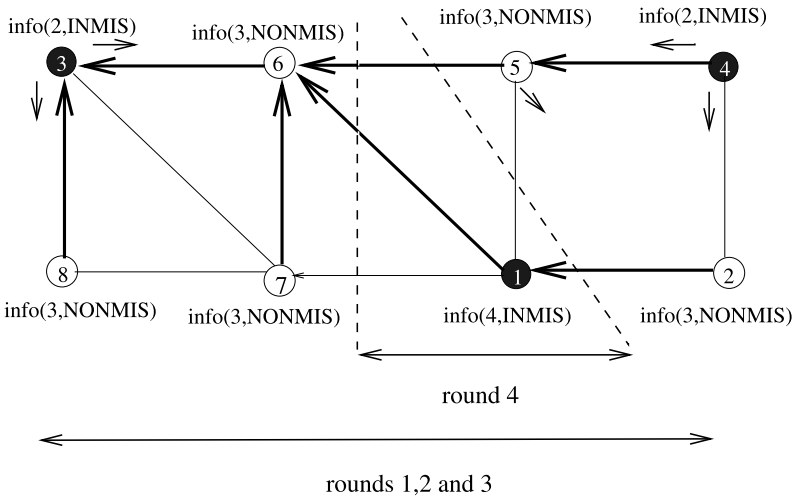 info(2,INMIS)
info(3,NONMIS)
info(3,NONMIS)
info(2,INMIS)
3
6
5
4
8
7
1
2
info(3,NONMIS)
info(3,NONMIS)
info(4,INMIS)
info(3,NONMIS)
round 4
rounds 1,2 and 3